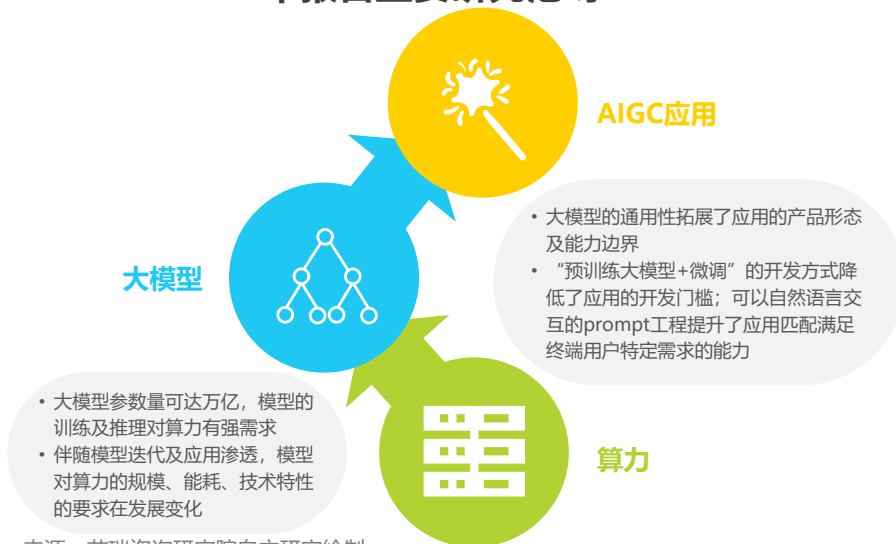 AIGC应用
• 大模型的通用性拓展了应用的产品形态
及能力边界
• “预训练大模型+微调”的开发方式降
低了应用的开发门槛；可以自然语言交
互的prompt工程提升了应用匹配满足
终端用户特定需求的能力
大模型
• 大模型参数量可达万亿，模型的
训练及推理对算力有强需求
• 伴随模型迭代及应用渗透，模型
对算力的规模、能耗、技术特性
的要求在发展变化
算力